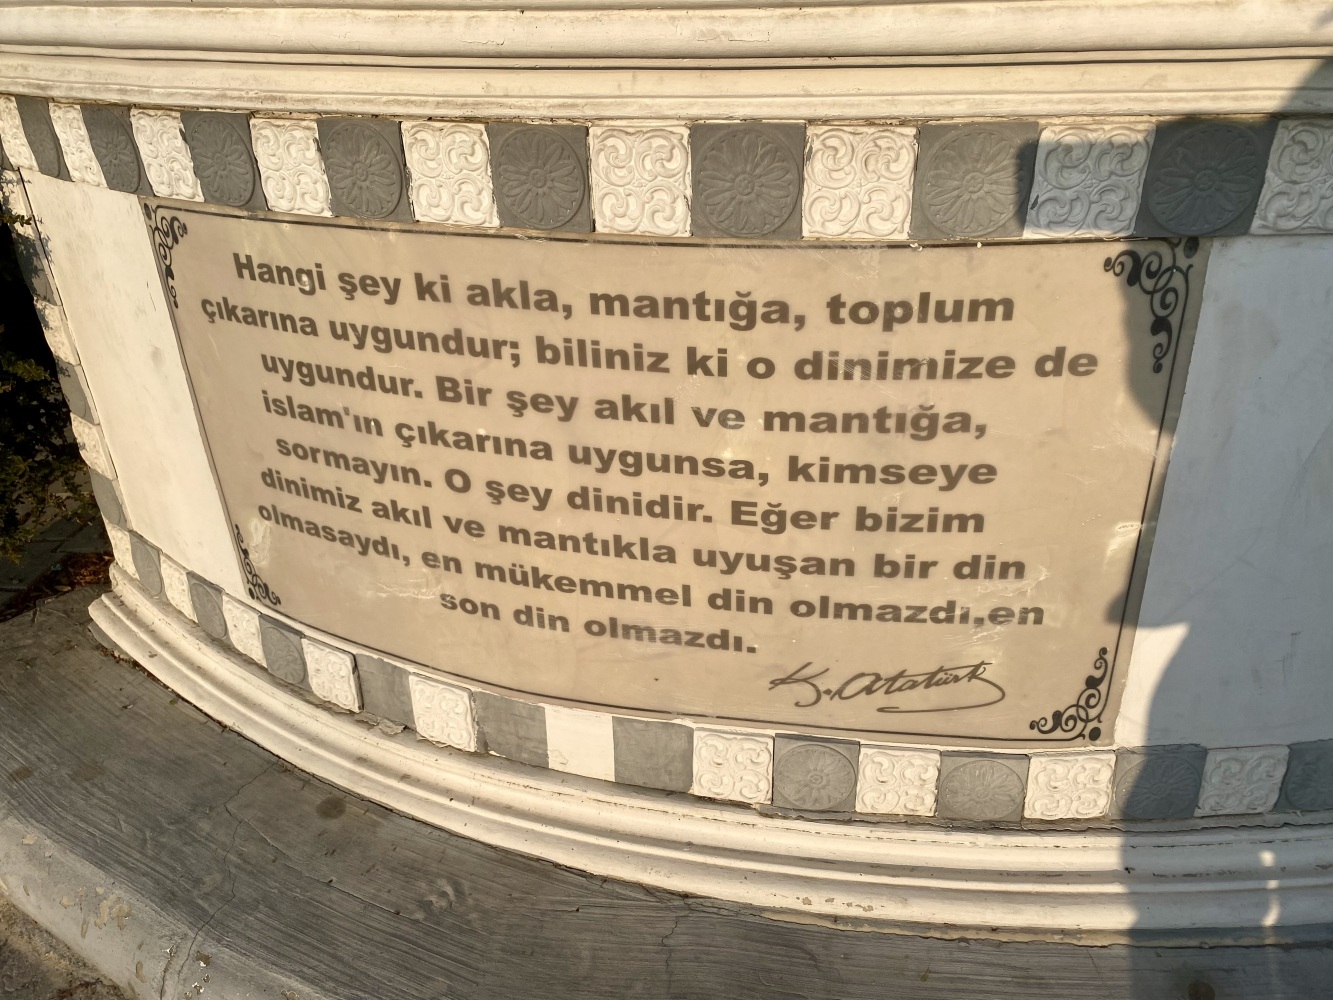 Hangi şey ki akla, mantığa, toplum
çıkarına uygundur; biliniz ki o dinimize de
uygundur. Bir şey akıl ve mantığa,
islam'ın çıkarına uygunsa, kimseye
sormayın. O şey dinidir. Eğer bizim
dinimiz akıl ve mantıkla uyuşan bir din
olmasaydı, en mükemmel din olmazdı,en
son din olmazdı.
K. Atatürk